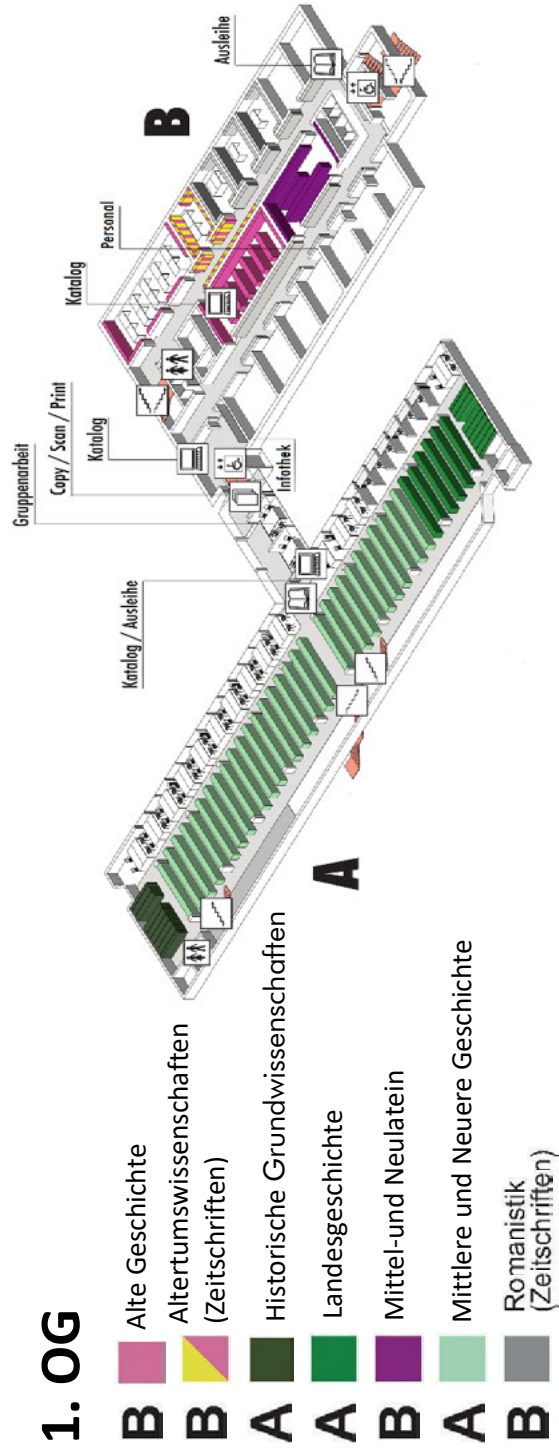 1. OG
B Alte Geschichte
B Altertumswissenschaften
(Zeitschriften)
A Historische Grundwissenschaften
A Landesgeschichte
B Mittel-und Neulatein
A Mittlere und Neuere Geschichte
B Romanistik
(Zeitschriften)
A
Katalog / Ausleihe
Gruppenarbeit
Copy / Scan / Print
Katalog
Infothek
Katalog
Personal
B
Ausleihe